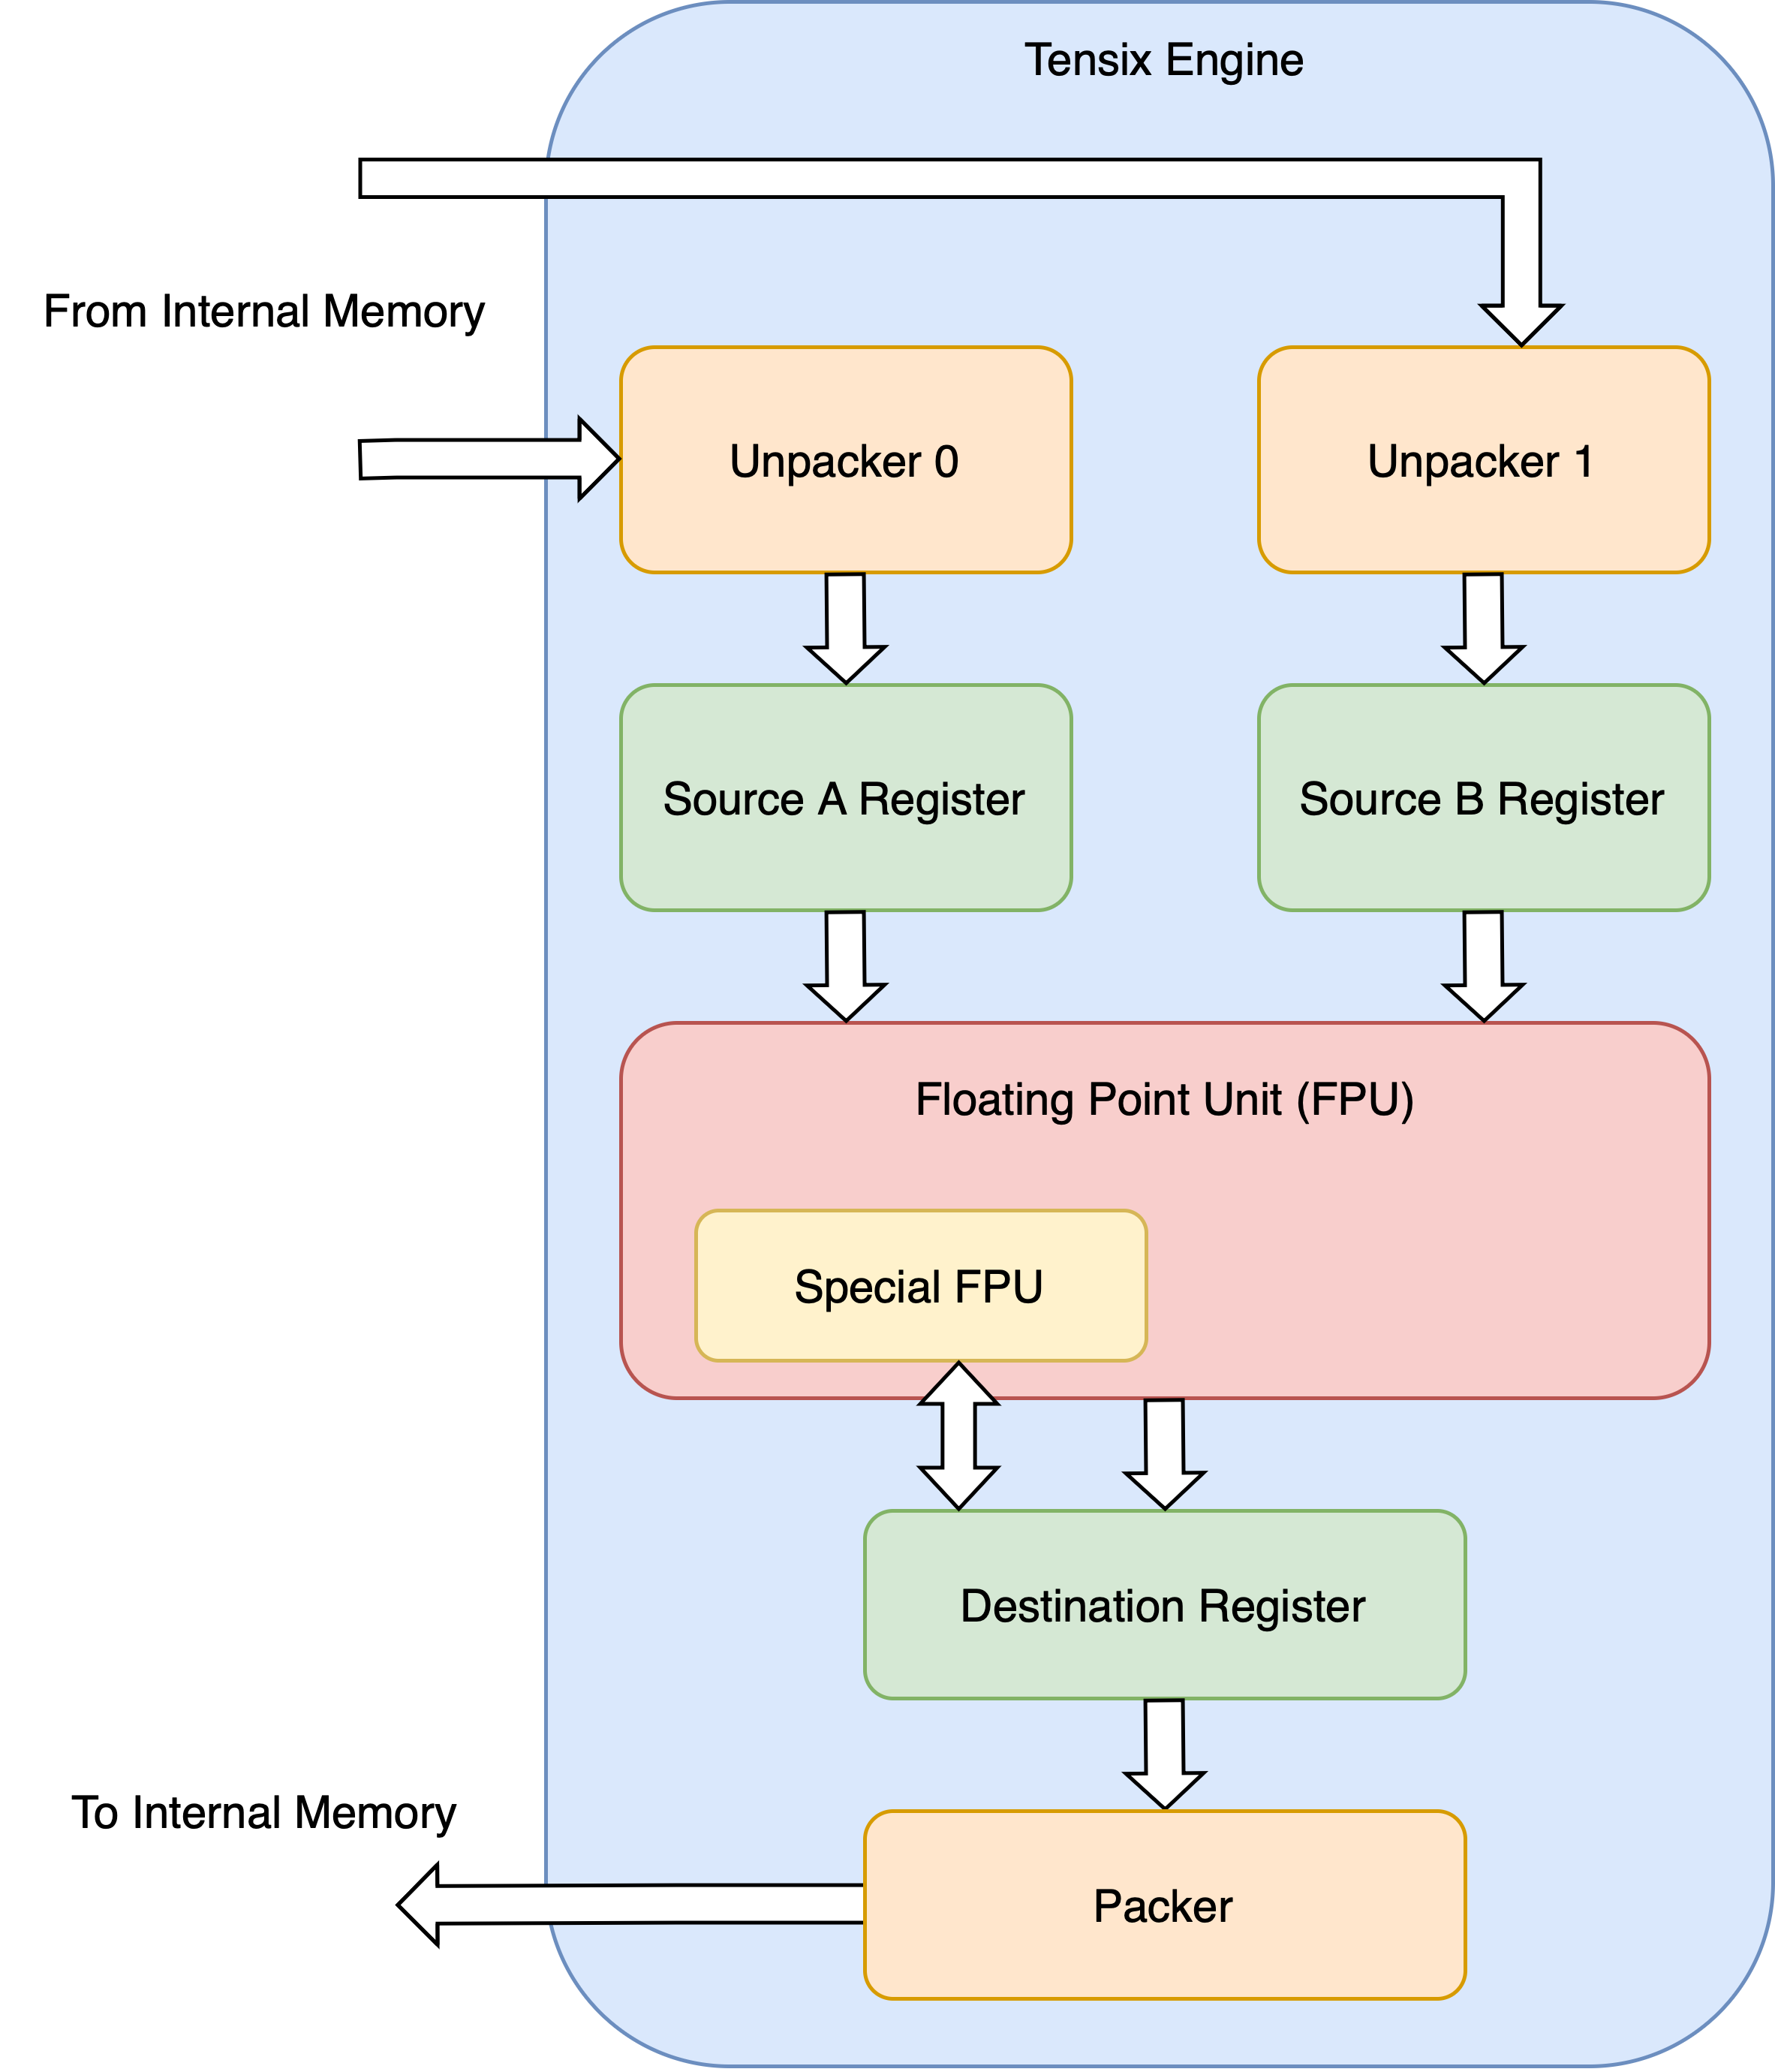 Tensix Engine
From Internal Memory
Unpacker 0
Unpacker 1
Source A Register
Source B Register
Floating Point Unit (FPU)
Special FPU
Destination Register
To Internal Memory
Packer